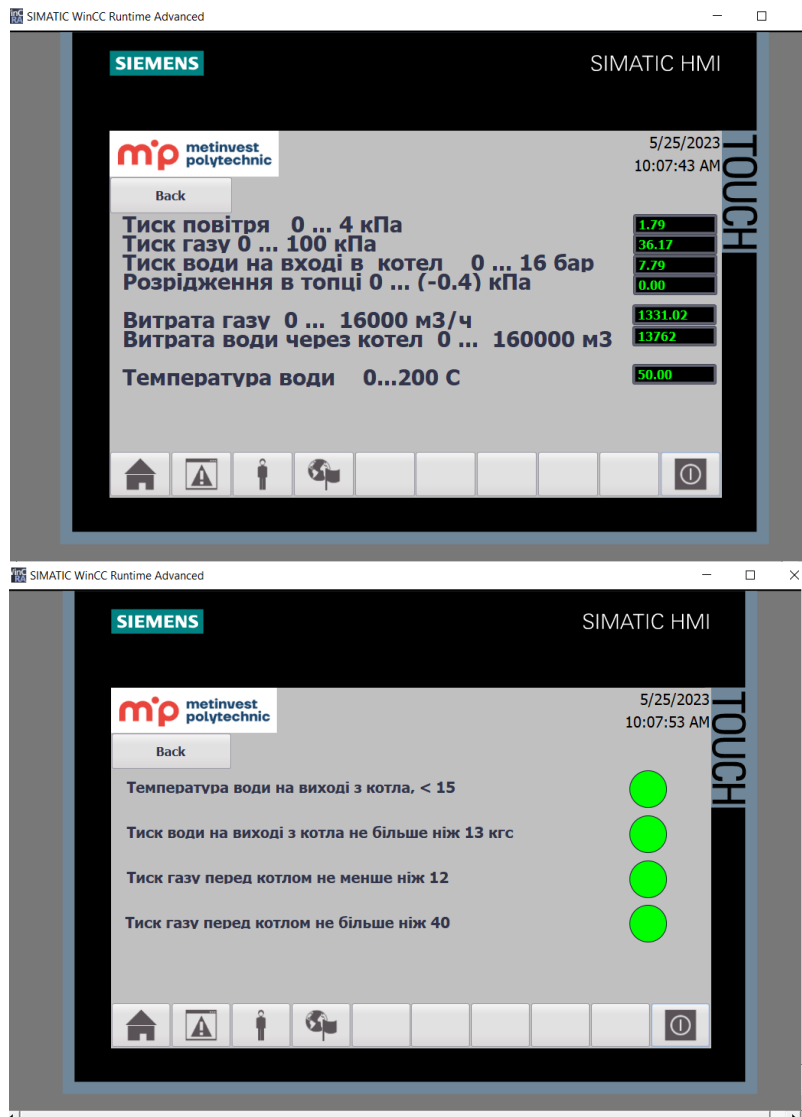 SIMATIC WinCC Runtime Advanced
SIEMENS
SIMATIC HMI
metinvest
polytechnic
5/25/2023
10:07:43 AM
TOUCH
Back
Тиск повітря 0 ... 4 кПа 1.79
Тиск газу 0 ... 100 кПа 36.17
Тиск води на вході в котел 0 ... 16 бар 7.79
Розрідження в топці 0 ... (-0.4) кПа 0.00
Витрата газу 0 ... 16000 м3/ч 1331.02
Витрата води через котел 0 ... 160000 м3 13762
Температура води 0...200 С 50.00
SIMATIC WinCC Runtime Advanced
SIEMENS
SIMATIC HMI
metinvest
polytechnic
5/25/2023
10:07:53 AM
TOUCH
Back
Температура води на виході з котла, < 15
Тиск води на виході з котла не більше ніж 13 кгс
Тиск газу перед котлом не менше ніж 12
Тиск газу перед котлом не більше ніж 40